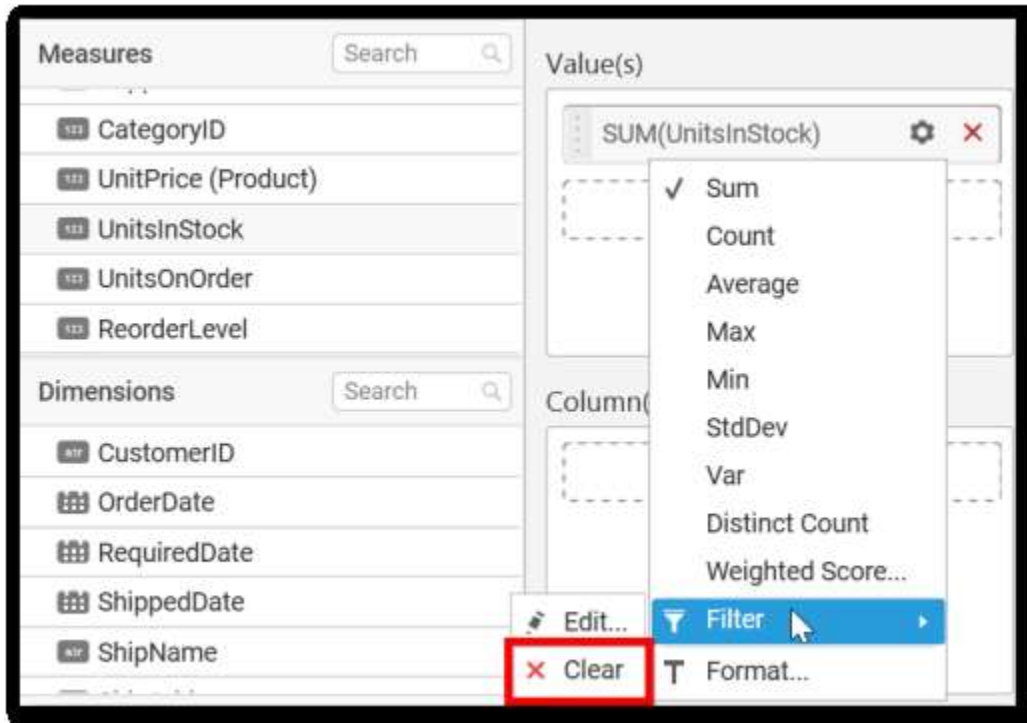 Measures
Search
CategoryID
UnitPrice (Product)
UnitsInStock
UnitsOnOrder
ReorderLevel
Dimensions
Search
CustomerID
OrderDate
RequiredDate
ShippedDate
ShipName
Value(s)
SUM(UnitsInStock)
Sum
Count
Average
Max
Min
StdDev
Var
Distinct Count
Weighted Score...
Filter
Format...
Column(
Edit...
Clear